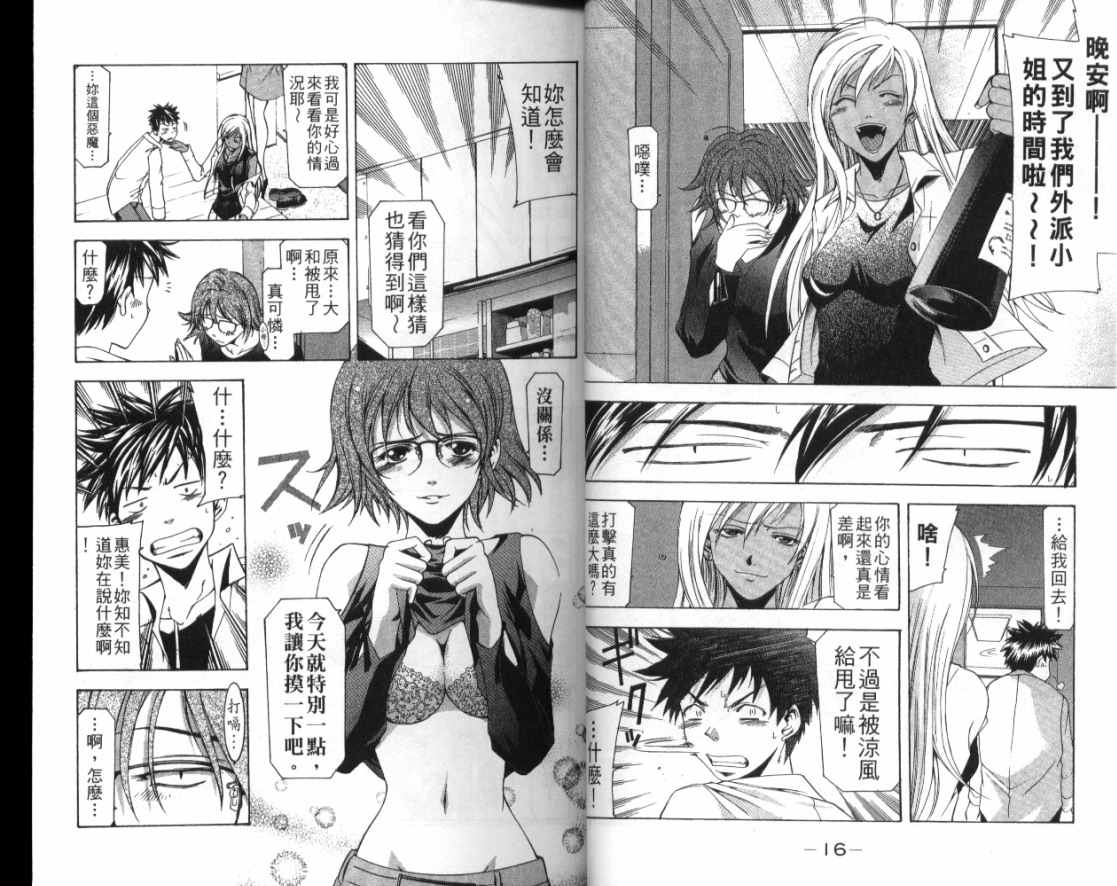 晚安啊———！
又到了我們外派小
姐的時間啦～～！
噁噗…
…給我回去！
啥！
你的心情看
起來還真是
差啊，
打擊真的有
這麼大嗎？
不過是被涼風
給甩了嘛！
…什麼！
—16—
妳怎麼會
知道！
看你們這樣猜
也猜得到啊～
我可是好心過
來看看你的情
況耶～
…妳這個惡魔…
原來…大
和被甩了
啊…
真可憐…
什麼？
沒關係…
今天就特別一點，
我讓你摸一下吧。
スッ
什…什麼？
惠美！妳知不知
道妳在說什麼啊
！
打嗝…
…啊，怎麼…